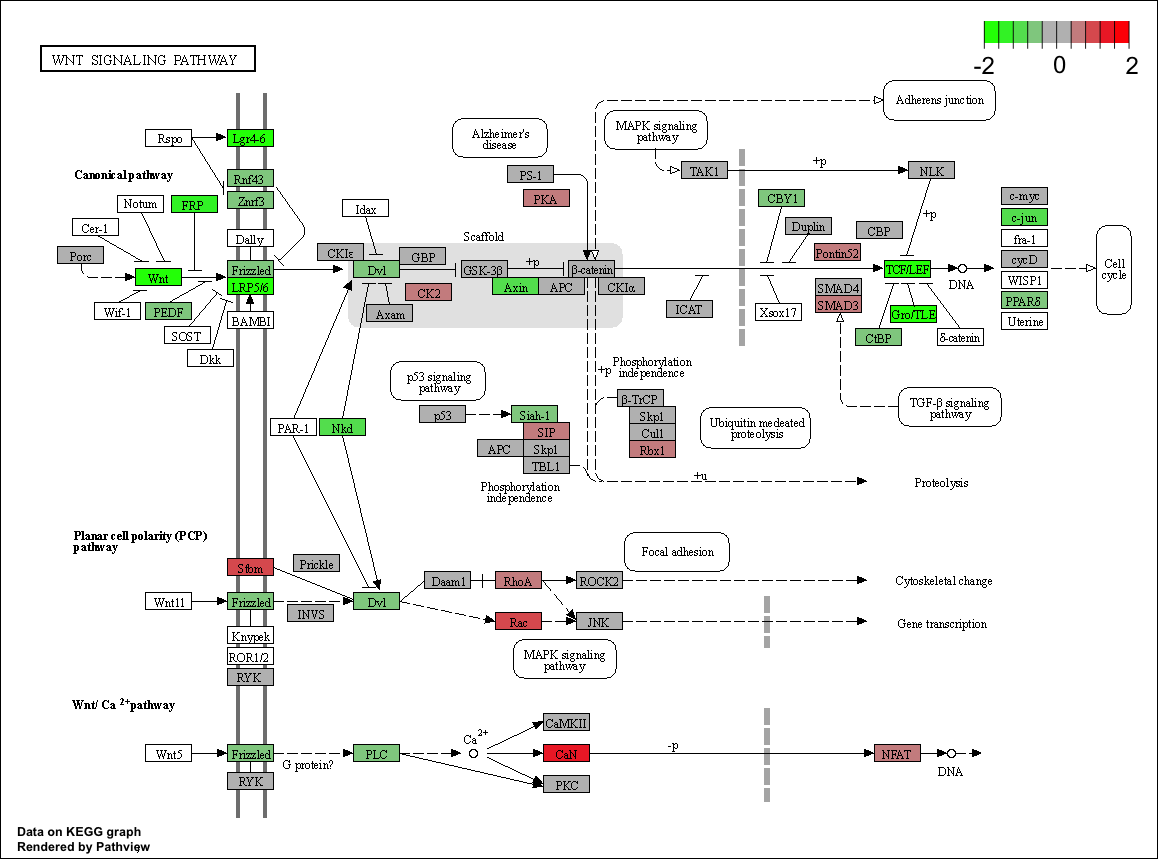 WNT SIGNALING PATHWAY
-2 0 2
Adherens junction
Alzheimer's
disease
MAPK signaling
pathway
Rspo
Lgr4-6
Canonical pathway
PS-1
TAK1
+p
NLK
Rnf43
Znrf3
Notum
FRP
PKA
CBY1
c-myc
c-jun
fra-1
cycD
WISP1
PPARδ
Uterine
Cell
cycle
Cer-1
Idax
Duplin
CBP
+p
Dally
Scaffold
Porc
CKIε
GBP
Pontin52
Wnt
Frizzled
LRP5/6
Dvl
GSK-3β
+p
β-catenin
TCF/LEF
DNA
CK2
Axin
APC
CKIα
SMAD4
SMAD3
Wif-1
PEDF
BAMBI
Axam
ICAT
Xsox17
Gro/TLE
SOST
CtBP
δ-catenin
Dkk
p53 signaling
pathway
+p
Phosphorylation
independence
TGF-β signaling
pathway
β-TrCP
Skp1
Cul1
Rbx1
Ubiquitin medeated
proteolysis
PAR-1
Nkd
p53
Siah-1
SIP
APC
Skp1
TBL1
+u
Proteolysis
Phosphorylation
independence
Planar cell polarity (PCP)
pathway
Focal adhesion
Stbm
Prickle
Daam1
RhoA
ROCK2
Cytoskeletal change
Wnt11
Frizzled
INVS
Dvl
Rac
JNK
Gene transcription
Knypek
ROR1/2
RYK
MAPK signaling
pathway
Wnt/ Ca 2+ pathway
CaMKII
Ca2+
Wnt5
Frizzled
G protein?
PLC
CaN
-p
NFAT
DNA
RYK
PKC
Data on KEGG graph
Rendered by Pathview